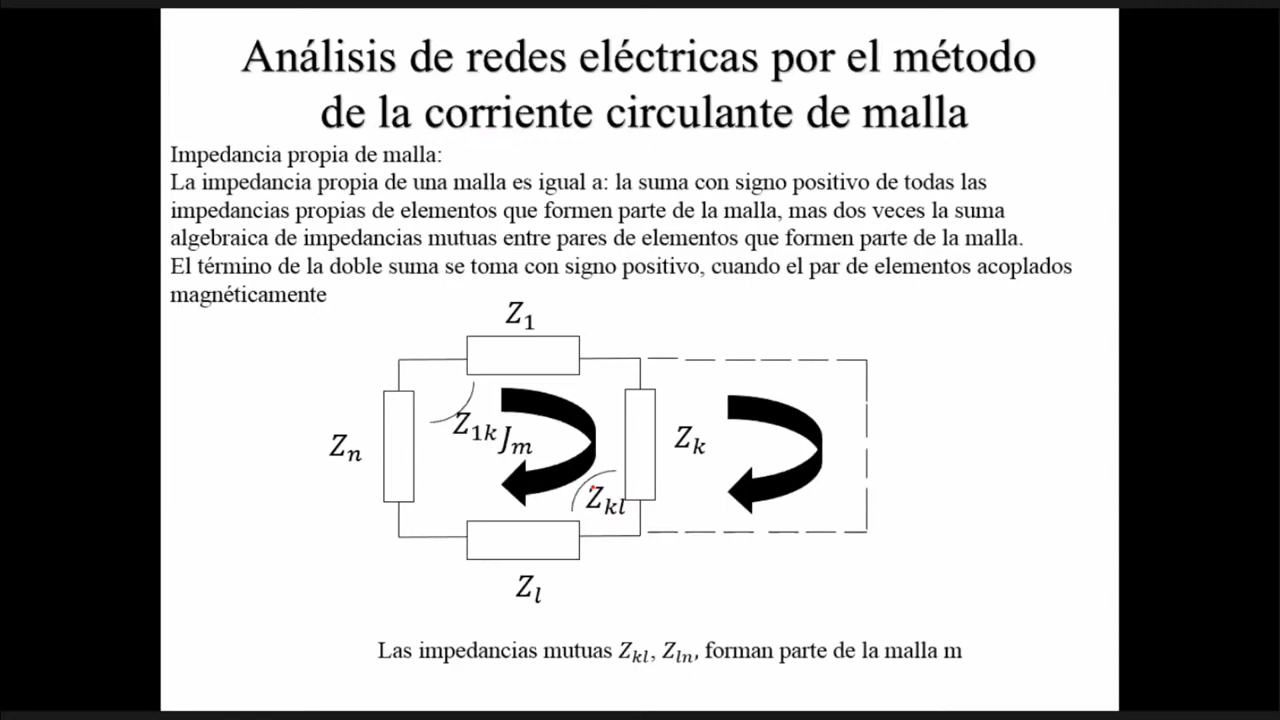 Análisis de redes eléctricas por el método
de la corriente circulante de malla
Impedancia propia de malla:
La impedancia propia de una malla es igual a: la suma con signo positivo de todas las
impedancias propias de elementos que formen parte de la malla, mas dos veces la suma
algebraica de impedancias mutuas entre pares de elementos que formen parte de la malla.
El término de la doble suma se toma con signo positivo, cuando el par de elementos acoplados
magnéticamente
Z₁
Z₁ₖ
Jₘ
Zₙ
Zₖ
Zₖₗ
Zₗ
Las impedancias mutuas Zₖₗ, Zₗₙ, forman parte de la malla m